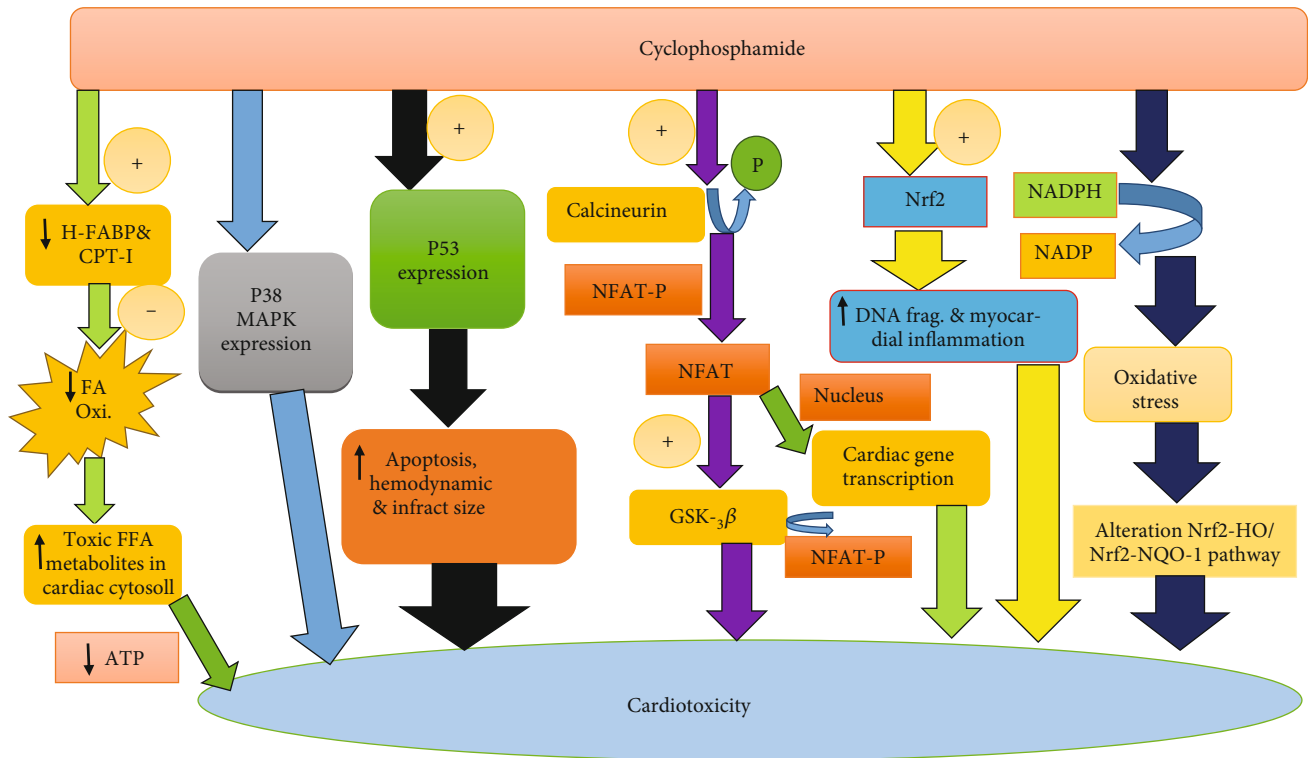 Cyclophosphamide
+
↓ H-FABP&
CPT-I
−
↓ FA
Oxi.
↑ Toxic FFA
metabolites in
cardiac cytosoll
↓ ATP
P38
MAPK
expression
+
P53
expression
↑ Apoptosis,
hemodynamic
& infract size
+
P
Calcineurin
NFAT-P
NFAT
Nucleus
+
Cardiac gene
transcription
GSK-₃β
NFAT-P
+
Nrf2
↑ DNA frag. & myocar-
dial inflammation
NADPH
NADP
Oxidative
stress
Alteration Nrf2-HO/
Nrf2-NQO-1 pathway
Cardiotoxicity